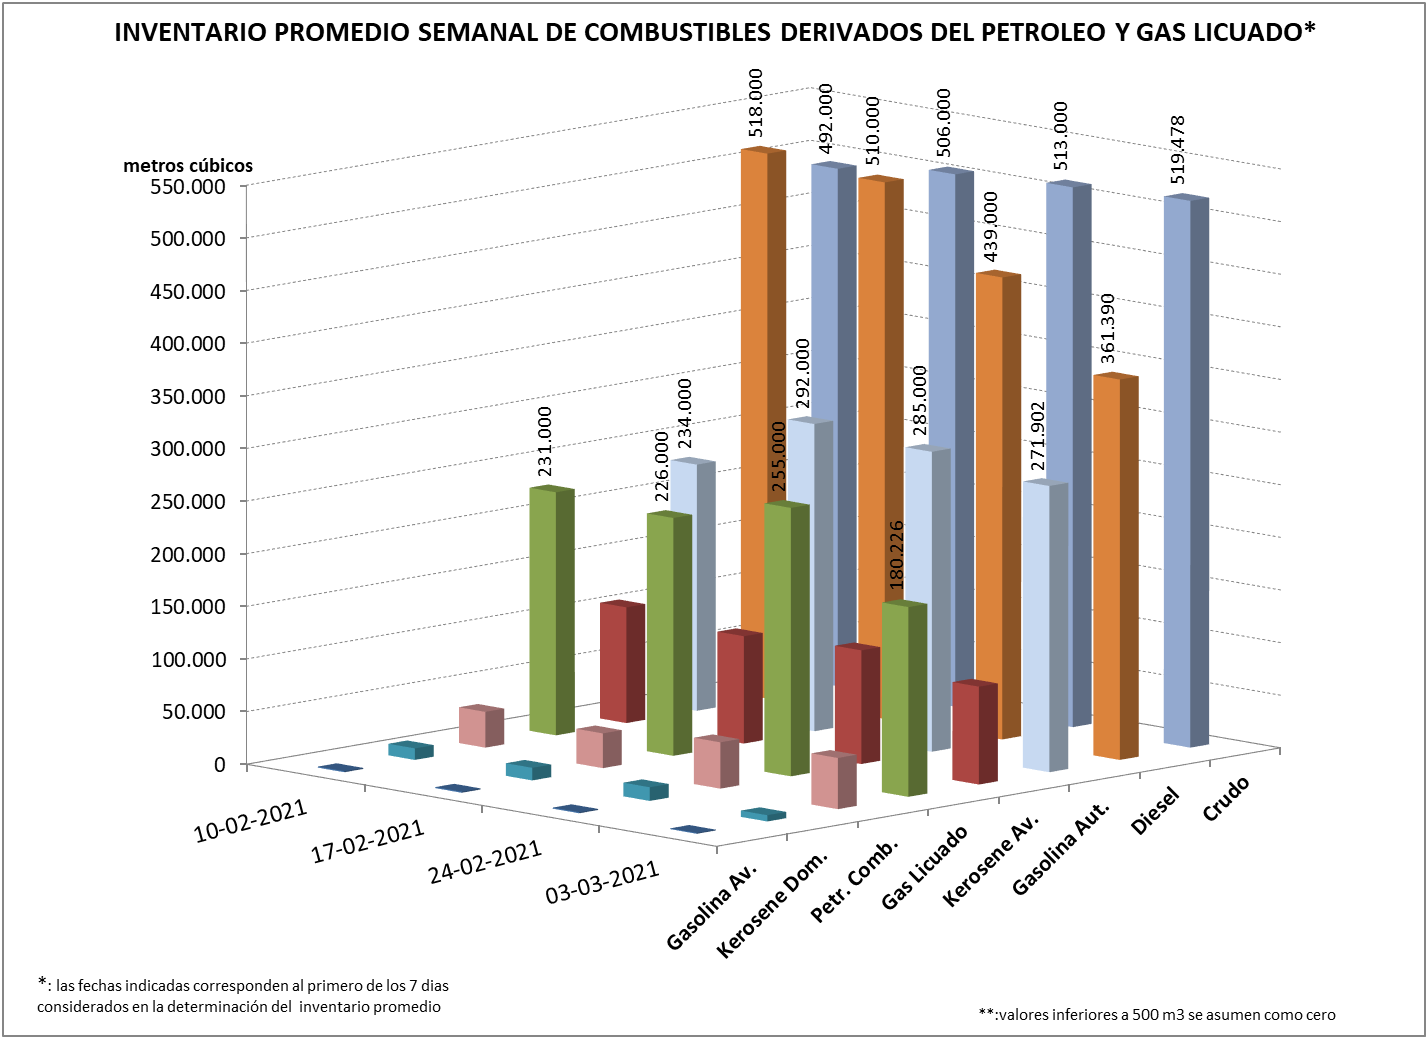 INVENTARIO PROMEDIO SEMANAL DE COMBUSTIBLES DERIVADOS DEL PETROLEO Y GAS LICUADO*
metros cúbicos
550.000
500.000
450.000
400.000
350.000
300.000
250.000
200.000
150.000
100.000
50.000
0
231.000
226.000
234.000
518.000
255.000
292.000
492.000
510.000
180.226
285.000
506.000
439.000
271.902
513.000
361.390
519.478
10-02-2021
17-02-2021
24-02-2021
03-03-2021
Gasolina Av.
Kerosene Dom.
Petr. Comb.
Gas Licuado
Kerosene Av.
Gasolina Aut.
Diesel
Crudo
*: las fechas indicadas corresponden al primero de los 7 dias
considerados en la determinación del inventario promedio
**:valores inferiores a 500 m3 se asumen como cero